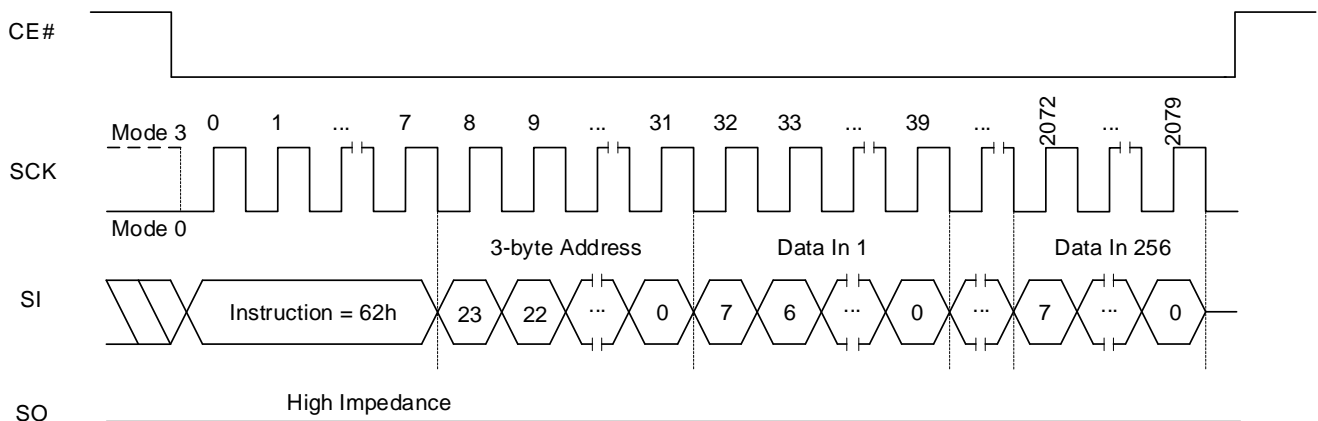 CE#
0 1 ... 7 8 9 ... 31 32 33 ... 39 ... 2072 ... 2079
Mode 3
SCK
Mode 0
3-byte Address Data In 1 Data In 256
SI Instruction = 62h 23 22 ... 0 7 6 ... 0 ... 7 ... 0
High Impedance
SO